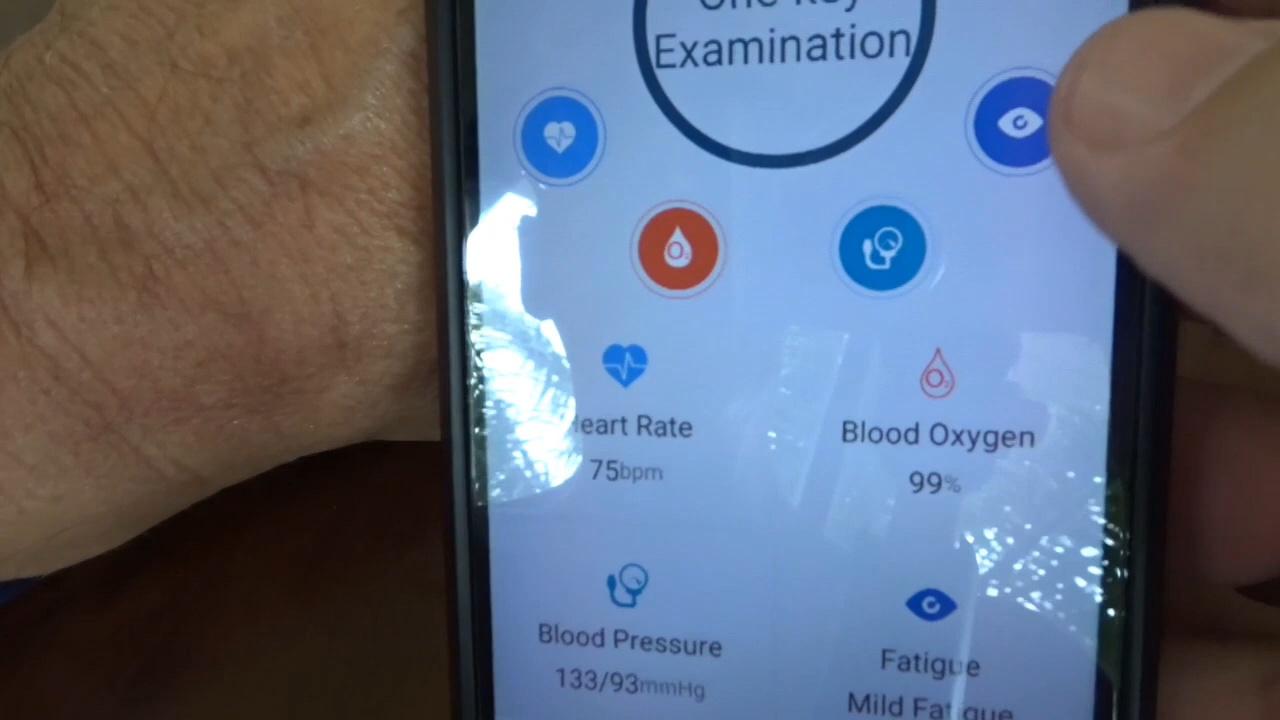 Examination
Heart Rate
75bpm
Blood Oxygen
99%
Blood Pressure
133/93mmHg
Fatigue
Mild Fatigue